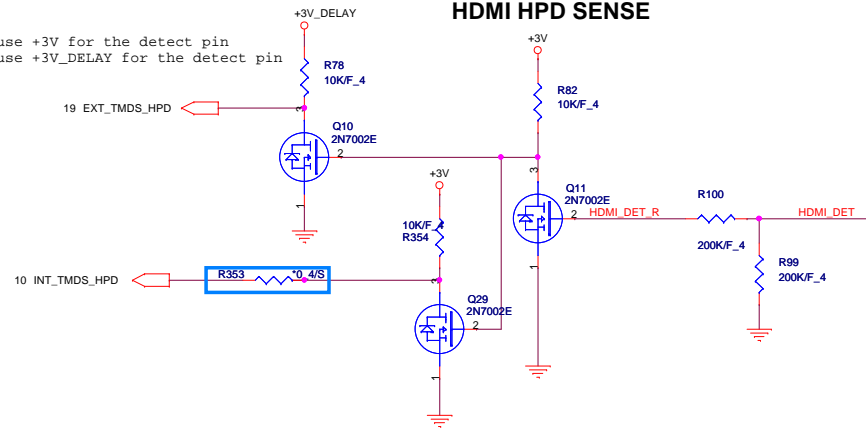 HDMI HPD SENSE
+3V_DELAY
use +3V for the detect pin
use +3V_DELAY for the detect pin
+3V
R78
10K/F_4
R82
10K/F_4
19 EXT_TMDS_HPD
3
Q10
2N7002E
2
1
+3V
3
Q11
2N7002E
2
HDMI_DET_R
R100
200K/F_4
HDMI_DET
1
10K/F_4
R354
R99
200K/F_4
10 INT_TMDS_HPD
R353
*0_4/S
3
Q29
2N7002E
2
1